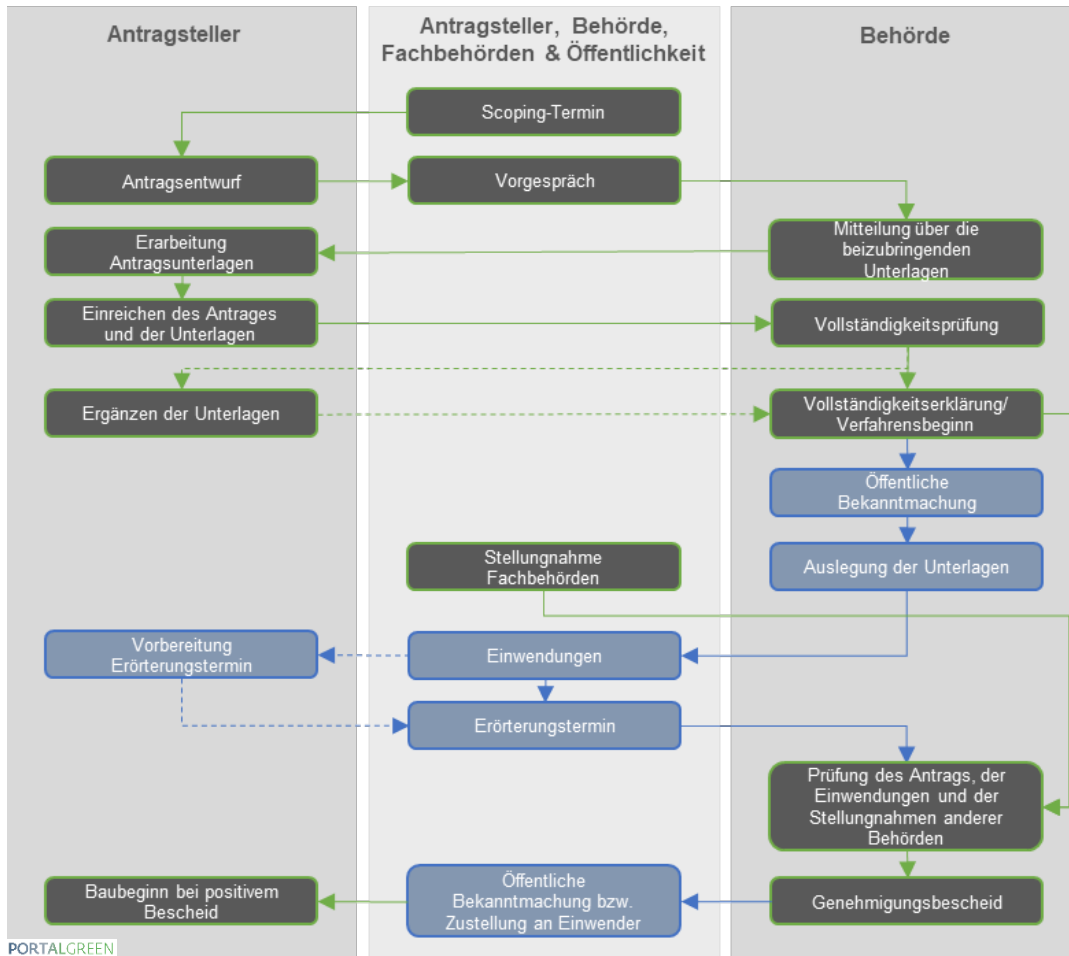 Antragsteller
Antragsteller, Behörde,
Fachbehörden & Öffentlichkeit
Behörde
Scoping-Termin
Antragsentwurf
Vorgespräch
Mitteilung über die
beizubringenden
Unterlagen
Erarbeitung
Antragsunterlagen
Einreichen des Antrages
und der Unterlagen
Vollständigkeitsprüfung
Ergänzen der Unterlagen
Vollständigkeitserklärung/
Verfahrensbeginn
Öffentliche
Bekanntmachung
Stellungnahme
Fachbehörden
Auslegung der Unterlagen
Vorbereitung
Erörterungstermin
Einwendungen
Erörterungstermin
Prüfung des Antrags, der
Einwendungen und der
Stellungnahmen anderer
Behörden
Baubeginn bei positivem
Bescheid
Öffentliche
Bekanntmachung bzw.
Zustellung an Einwender
Genehmigungsbescheid
PORTALGREEN